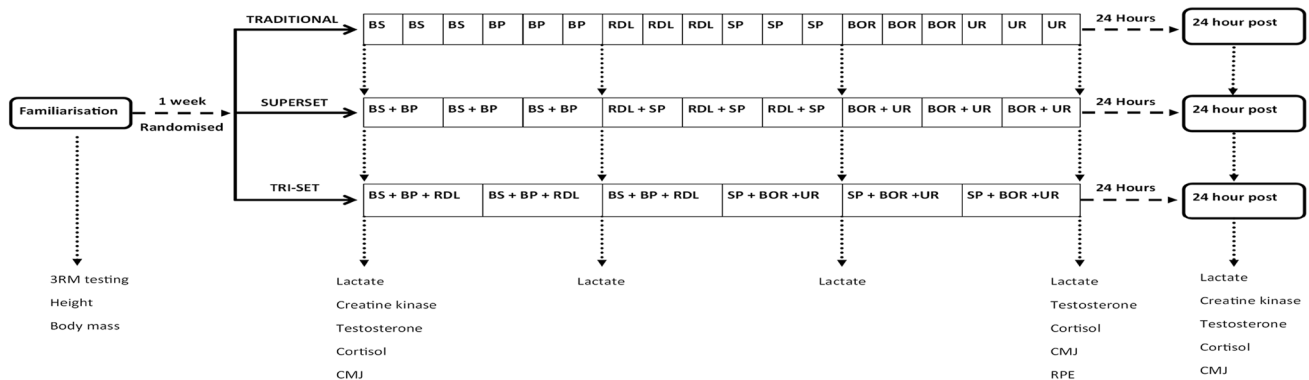 TRADITIONAL
BS BS BS BP BP BP RDL RDL RDL SP SP SP BOR BOR BOR UR UR UR
24 Hours
24 hour post
Familiarisation
1 week
Randomised
SUPERSET
BS + BP BS + BP BS + BP RDL + SP RDL + SP RDL + SP BOR + UR BOR + UR BOR + UR
24 Hours
24 hour post
TRI-SET
BS + BP + RDL BS + BP + RDL BS + BP + RDL SP + BOR +UR SP + BOR +UR SP + BOR +UR
24 Hours
24 hour post
3RM testing
Height
Body mass
Lactate
Creatine kinase
Testosterone
Cortisol
CMJ
Lactate
Lactate
Lactate
Testosterone
Cortisol
CMJ
RPE
Lactate
Creatine kinase
Testosterone
Cortisol
CMJ